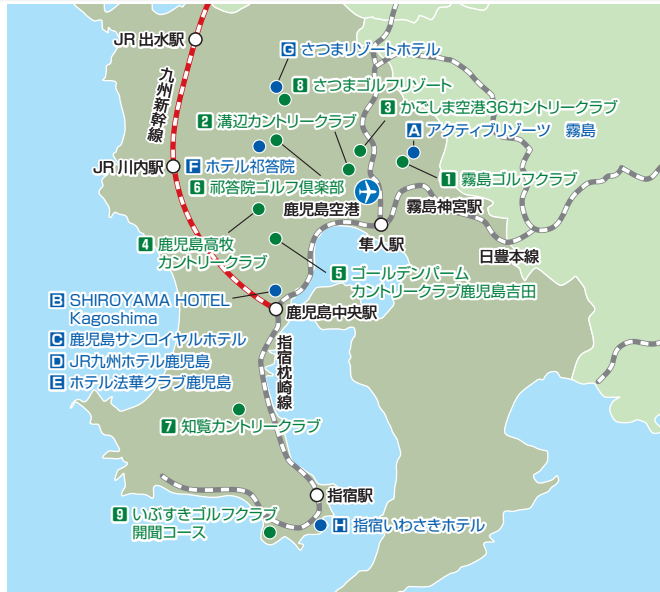 JR 出水駅
九州新幹線
G さつまリゾートホテル
8 さつまゴルフリゾート
3 かごしま空港36カントリークラブ
2 溝辺カントリークラブ
A アクティブリゾーツ 霧島
JR 川内駅
F ホテル祁答院
1 霧島ゴルフクラブ
6 祁答院ゴルフ倶楽部
鹿児島空港
霧島神宮駅
隼人駅
日豊本線
4 鹿児島高牧
カントリークラブ
5 ゴールデンパーム
カントリークラブ鹿児島吉田
B SHIROYAMA HOTEL
Kagoshima
鹿児島中央駅
C 鹿児島サンロイヤルホテル
D JR九州ホテル鹿児島
E ホテル法華クラブ鹿児島
指宿枕崎線
7 知覧カントリークラブ
指宿駅
9 いぶすきゴルフクラブ
開聞コース
H 指宿いわさきホテル